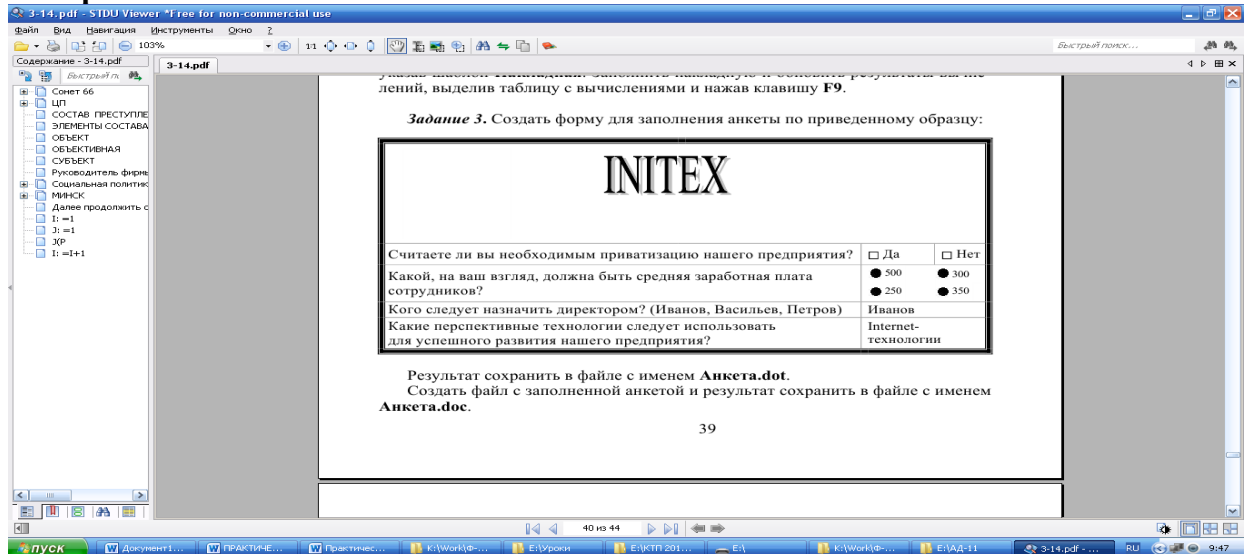 3-14.pdf - STDU Viewer *Free for non-commercial use
Файл Вид Навигация Инструменты Окно ?
103%
1:1
Быстрый поиск...
Содержание - 3-14.pdf
3-14.pdf
Быстрый по
Сонет 66
ЦП
СОСТАВ ПРЕСТУПЛЕ
ЭЛЕМЕНТЫ СОСТАВА
ОБЪЕКТ
ОБЪЕКТИВНАЯ
СУБЪЕКТ
Руководитель фирмы
Социальная политик
МИНСК
Далее продолжить с
I: =1
J: =1
J(P
I: =I+1
лений, выделив таблицу с вычислениями и нажав клавишу F9.
Задание 3. Создать форму для заполнения анкеты по приведенному образцу:
INITEX
Считаете ли вы необходимым приватизацию нашего предприятия? Да Нет
Какой, на ваш взгляд, должна быть средняя заработная плата
сотрудников?
500 300
250 350
Кого следует назначить директором? (Иванов, Васильев, Петров) Иванов
Какие перспективные технологии следует использовать
для успешного развития нашего предприятия?
Internet-
технологии
Результат сохранить в файле с именем Анкета.dot.
Создать файл с заполненной анкетой и результат сохранить в файле с именем
Анкета.doc.
39
40 из 44
пуск Документ1... ПРАКТИЧЕ... Практичес... K:\Work\Ф-... E:\Уроки E:\КТП 201... E:\ K:\Work\Ф-... E:\АД-11 3-14.pdf - ... RU 9:47